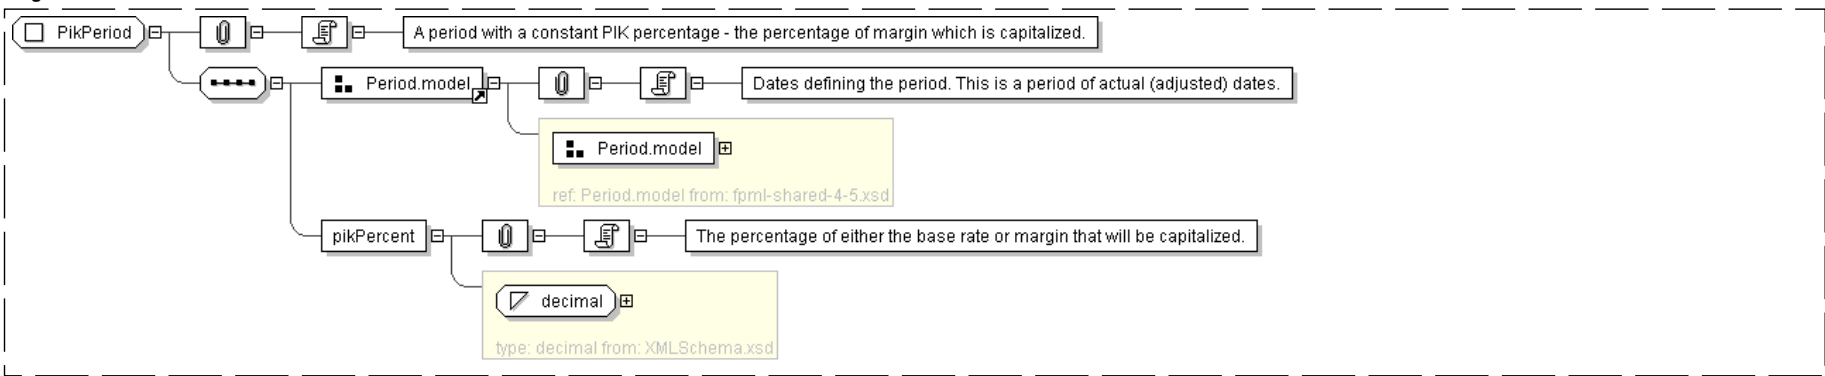 PikPeriod
A period with a constant PIK percentage - the percentage of margin which is capitalized.
Period.model
Dates defining the period. This is a period of actual (adjusted) dates.
Period.model
ref: Period.model from: fpml-shared-4-5.xsd
pikPercent
The percentage of either the base rate or margin that will be capitalized.
decimal
type: decimal from: XMLSchema.xsd